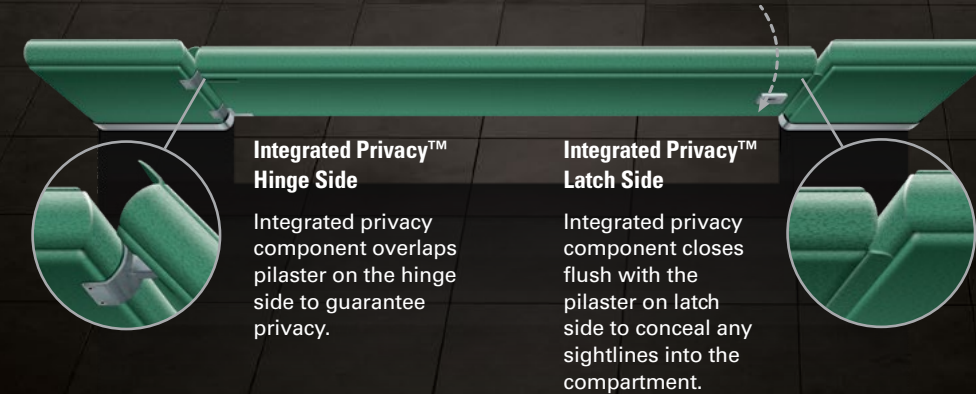 Integrated Privacy™
Hinge Side
Integrated privacy
component overlaps
pilaster on the hinge
side to guarantee
privacy.
Integrated Privacy™
Latch Side
Integrated privacy
component closes
flush with the
pilaster on latch
side to conceal any
sightlines into the
compartment.